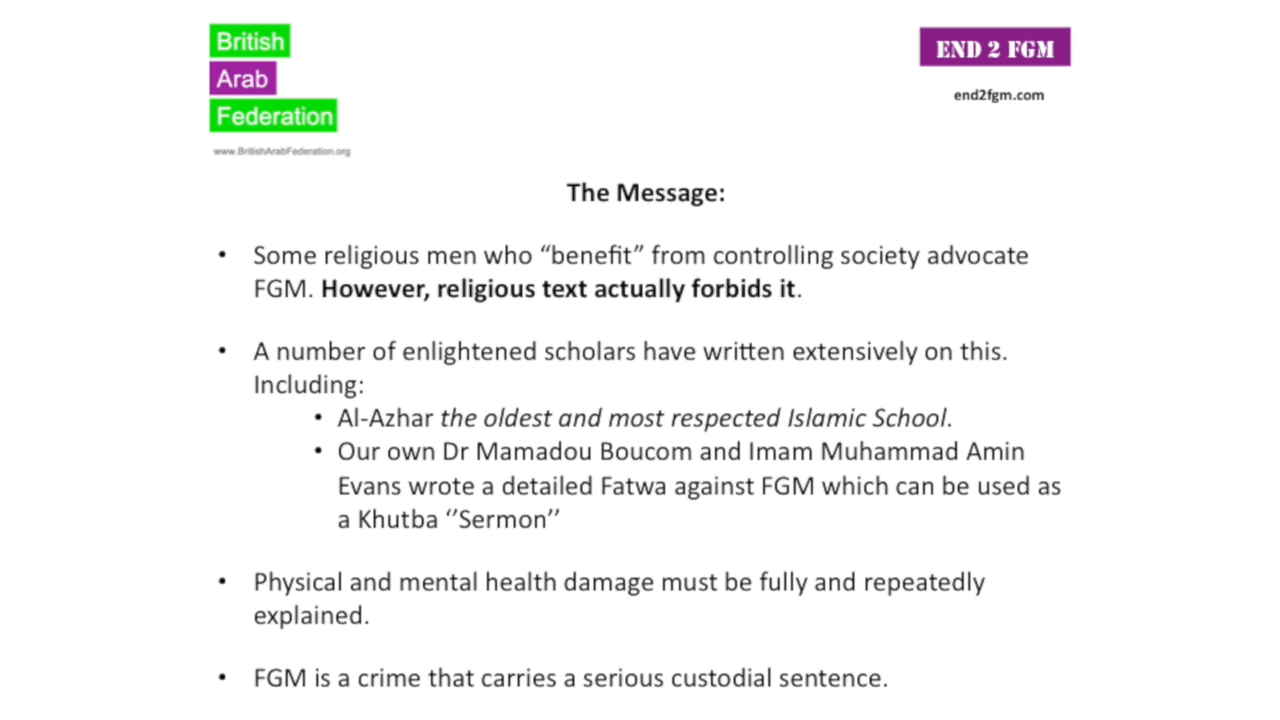 British
Arab
Federation
www.BritishArabFederation.org
END 2 FGM
end2fgm.com
The Message:
• Some religious men who “benefit” from controlling society advocate
FGM. However, religious text actually forbids it.
• A number of enlightened scholars have written extensively on this.
Including:
• Al-Azhar the oldest and most respected Islamic School.
• Our own Dr Mamadou Boucom and Imam Muhammad Amin
Evans wrote a detailed Fatwa against FGM which can be used as
a Khutba ‘’Sermon’’
• Physical and mental health damage must be fully and repeatedly
explained.
• FGM is a crime that carries a serious custodial sentence.